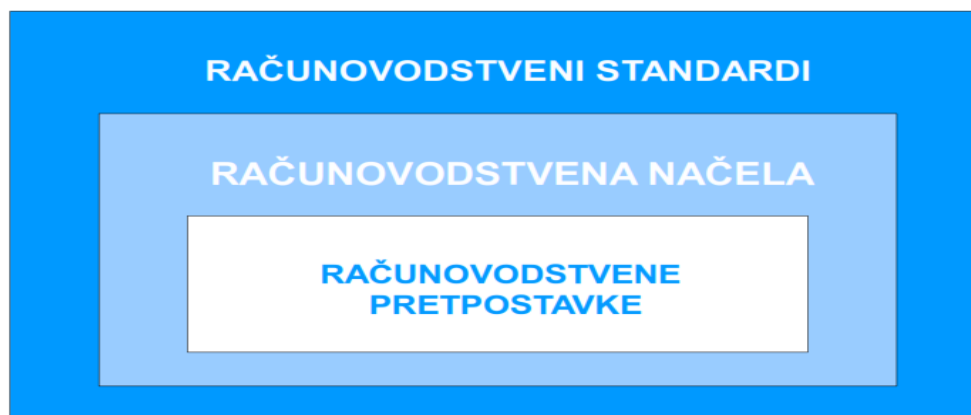 RAČUNOVODSTVENI STANDARDI
RAČUNOVODSTVENA NAČELA
RAČUNOVODSTVENE
PRETPOSTAVKE